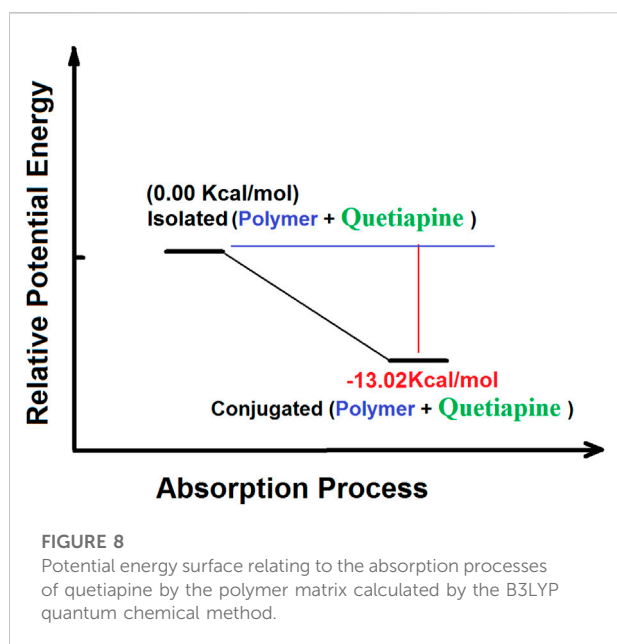 Relative Potential Energy
(0.00 Kcal/mol)
Isolated (Polymer + Quetiapine )
-13.02Kcal/mol
Conjugated (Polymer + Quetiapine )
Absorption Process
FIGURE 8
Potential energy surface relating to the absorption processes
of quetiapine by the polymer matrix calculated by the B3LYP
quantum chemical method.